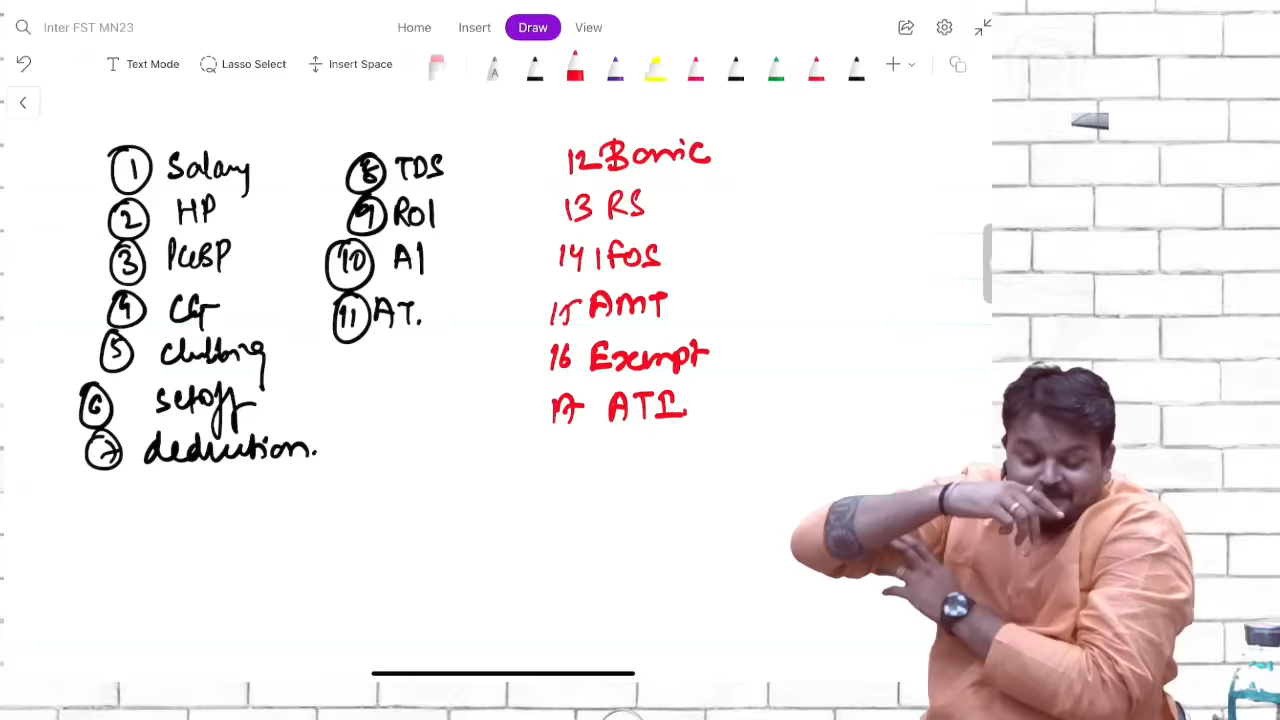 Inter FST MN23
Home Insert Draw View
Text Mode Lasso Select Insert Space
A
1 Salary
2 HP
3 PGBP
4 CG
5 Clubbing
6 setoff
7 deduction.
8 TDS
9 ROI
10 AI
11 AT.
12 Basic
13 RS
14 IFOS
15 AMT
16 Exempt
17 ATI